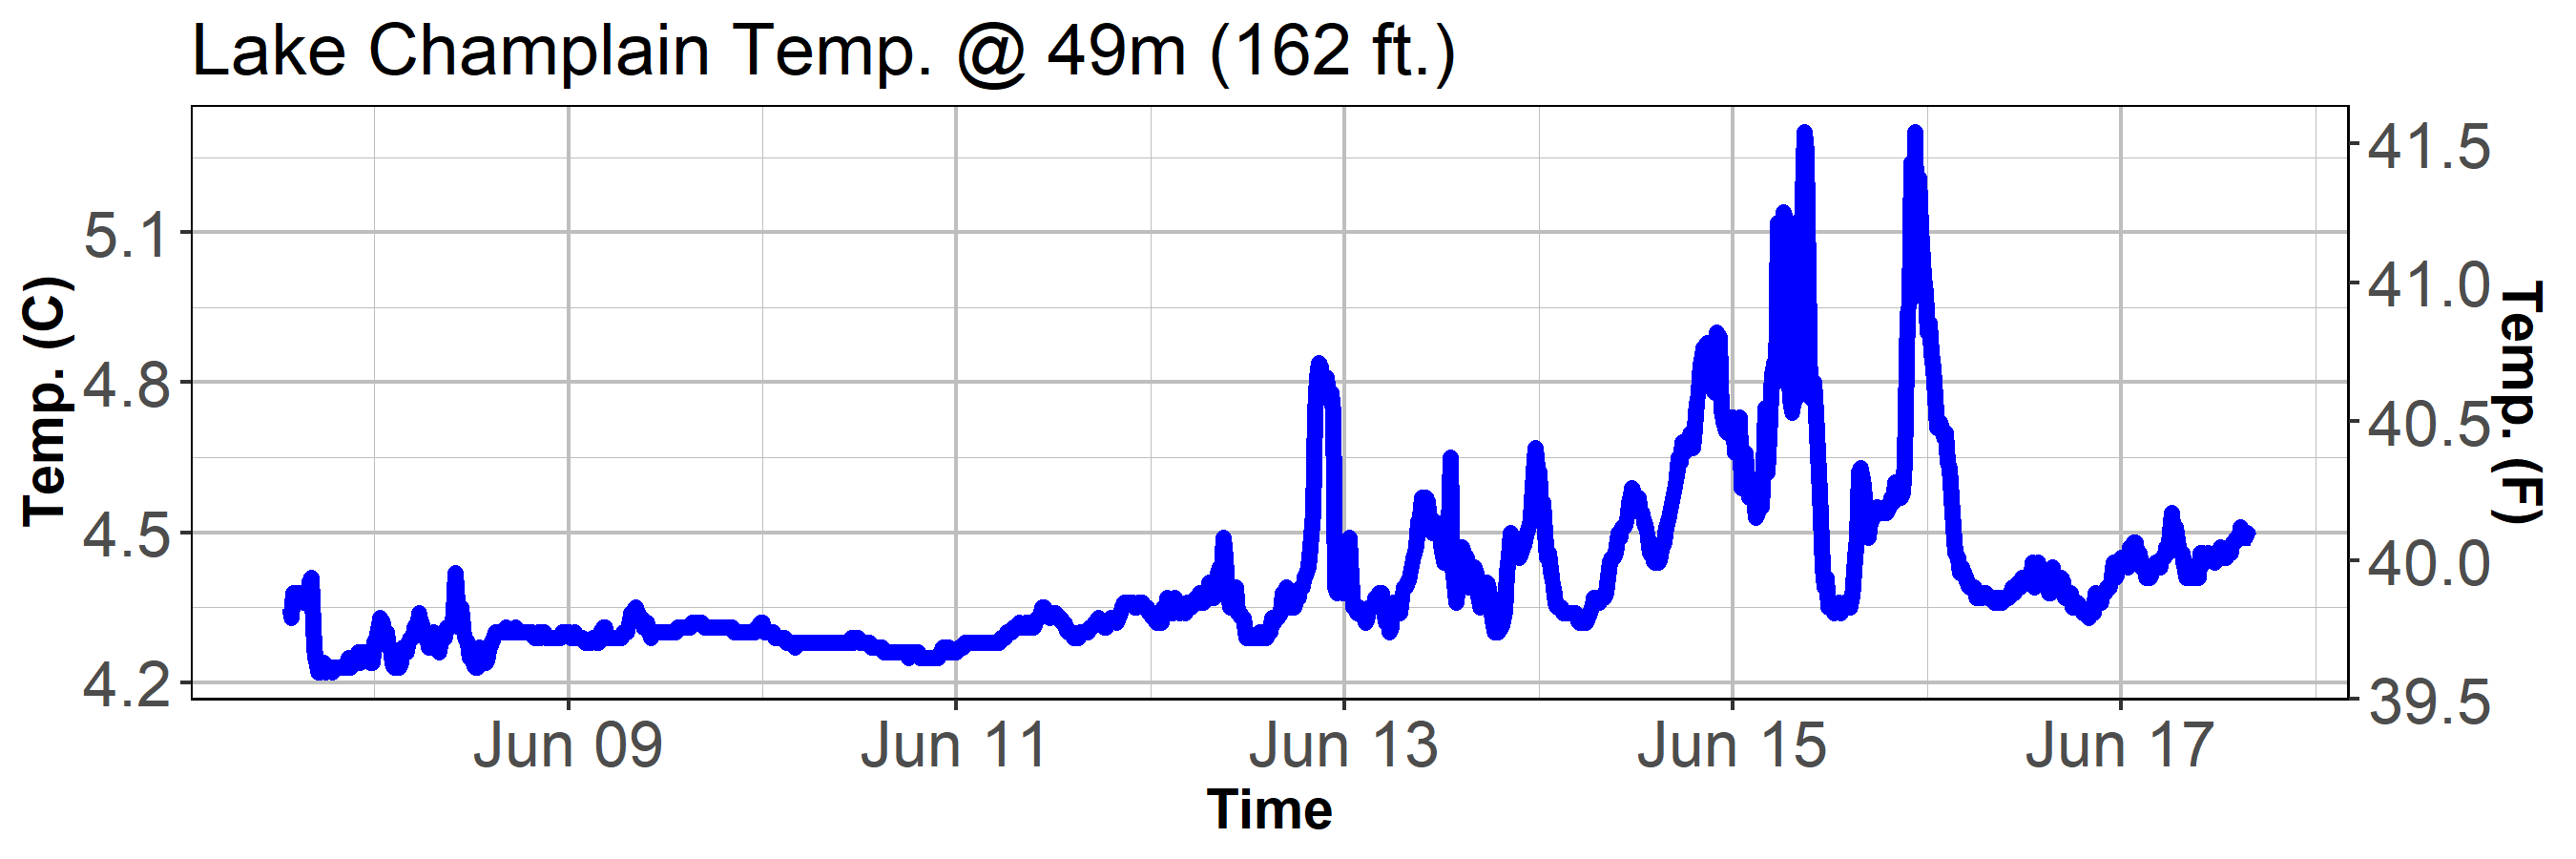 Lake Champlain Temp. @ 49m (162 ft.)
41.5
5.1
41.0
4.8
40.5
4.5
40.0
4.2
39.5
Temp. (C)
Temp. (F)
Jun 09 Jun 11 Jun 13 Jun 15 Jun 17
Time